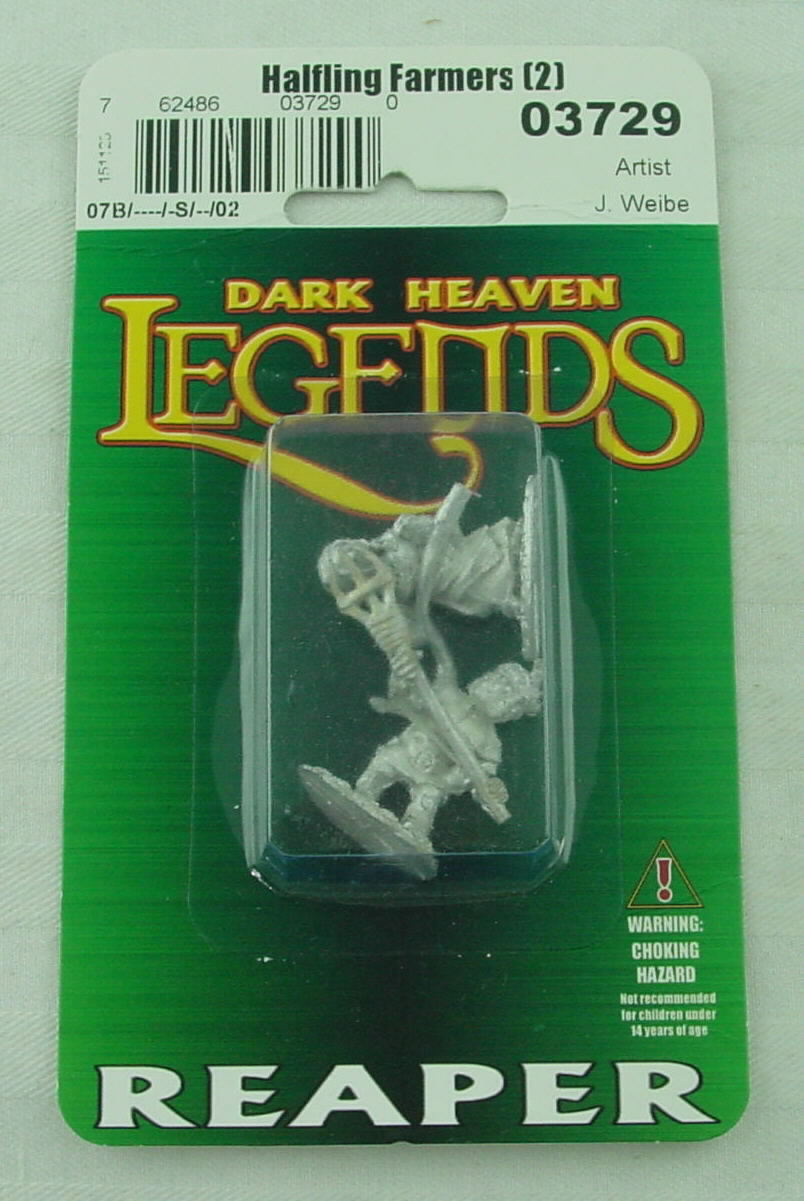 Halfling Farmers (2)
7 62486 03729 0
03729
151123
Artist
07B/----/-S/--/02
J. Weibe
DARK HEAVEN
LEGENDS
WARNING:
CHOKING
HAZARD
Not recommended
for children under
14 years of age
REAPER